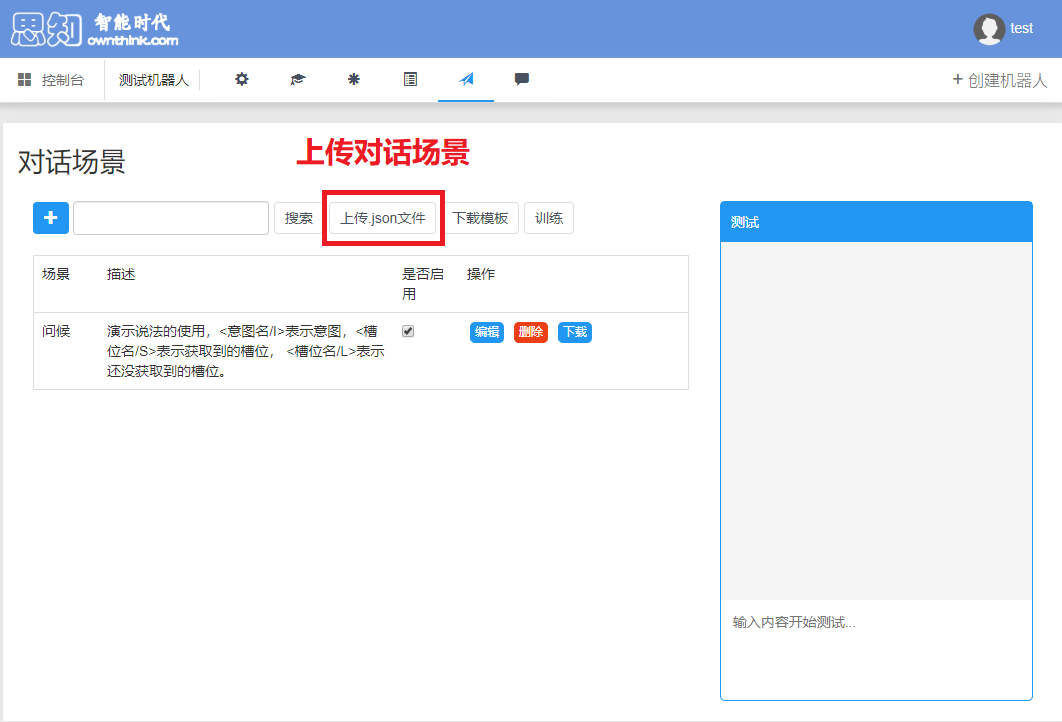 思知 智能时代
ownthink.com
test
控制台
测试机器人
+ 创建机器人
对话场景
上传对话场景
搜索
上传.json文件
下载模板
训练
测试
场景
描述
是否启
用
操作
问候
演示说法的使用，<意图名/I>表示意图，<槽
位名/S>表示获取到的槽位， <槽位名/L>表示
还没获取到的槽位。
编辑
删除
下载
输入内容开始测试...